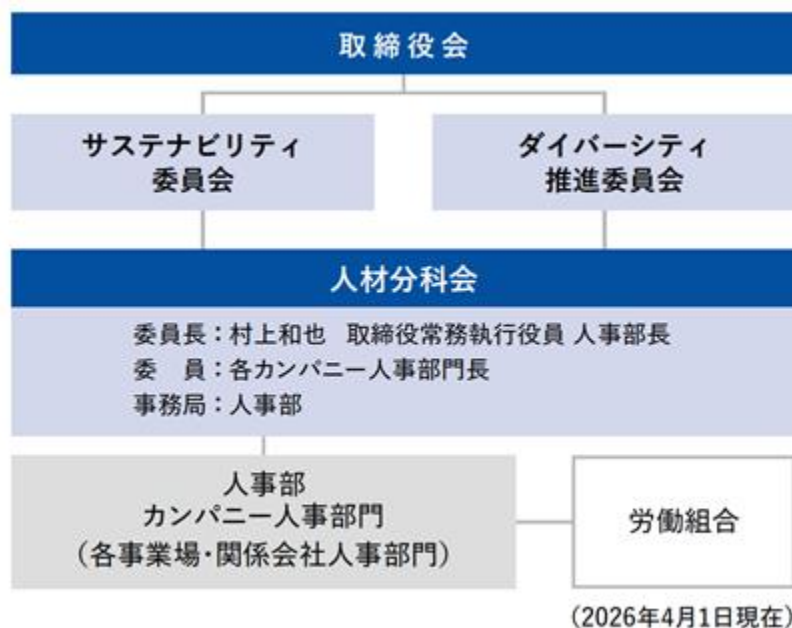 取締役会
サステナビリティ
委員会
ダイバーシティ
推進委員会
人材分科会
委員長：村上和也　取締役常務執行役員 人事部長
委　員：各カンパニー人事部門長
事務局：人事部
人事部
カンパニー人事部門
（各事業場・関係会社人事部門）
労働組合
（2026年4月1日現在）